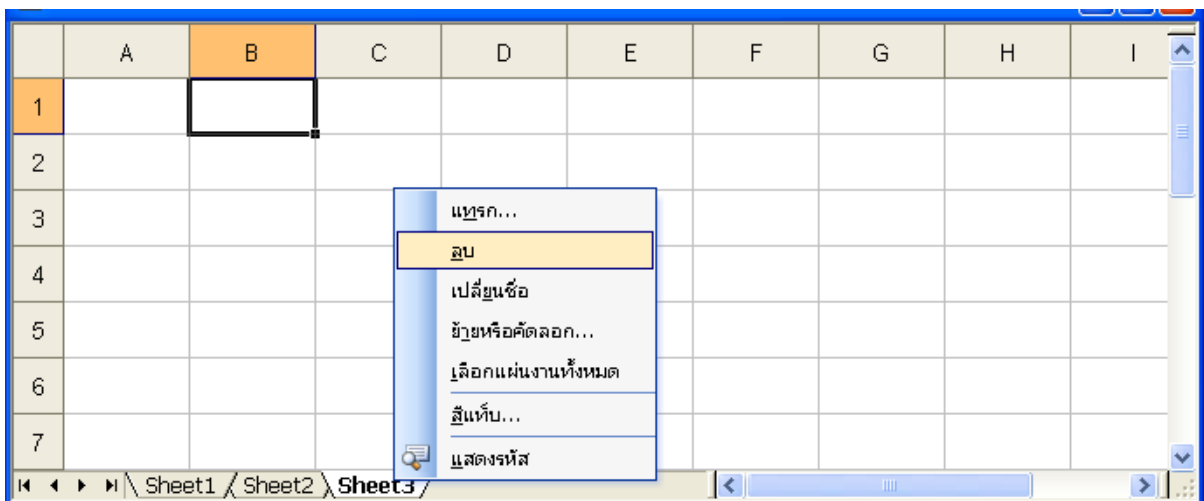 A B C D E F G H I
1
2
3
4
5
6
7
แทรก...
ลบ
เปลี่ยนชื่อ
ย้ายหรือคัดลอก...
เลือกแผ่นงานทั้งหมด
สีแท็บ...
แสดงรหัส
Sheet1 Sheet2 Sheet3